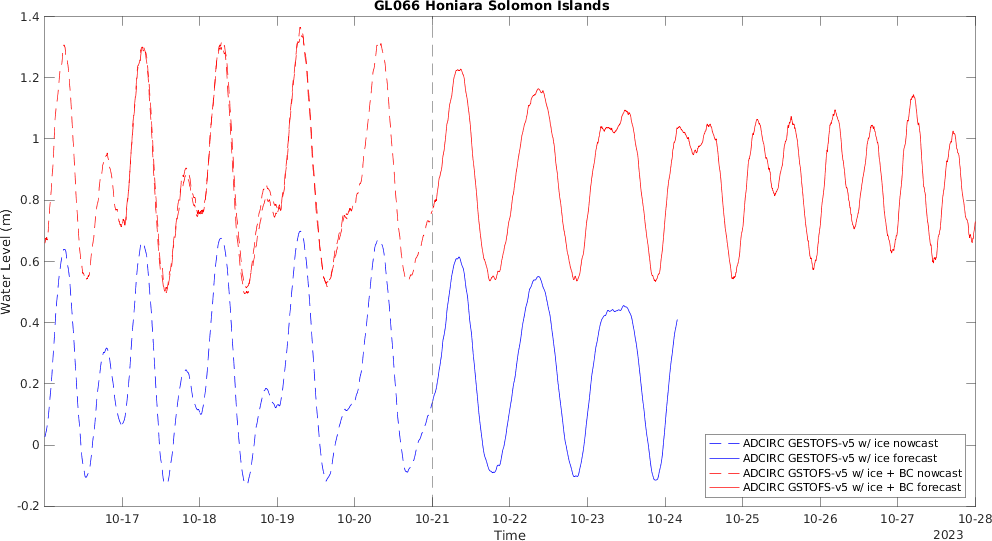 GL066 Honiara Solomon Islands
1.4
1.2
1
0.8
0.6
0.4
0.2
0
-0.2
Water Level (m)
ADCIRC GESTOFS-v5 w/ ice nowcast
ADCIRC GESTOFS-v5 w/ ice forecast
ADCIRC GSTOFS-v5 w/ ice + BC nowcast
ADCIRC GSTOFS-v5 w/ ice + BC forecast
10-17 10-18 10-19 10-20 10-21 10-22 10-23 10-24 10-25 10-26 10-27 10-28
Time
2023